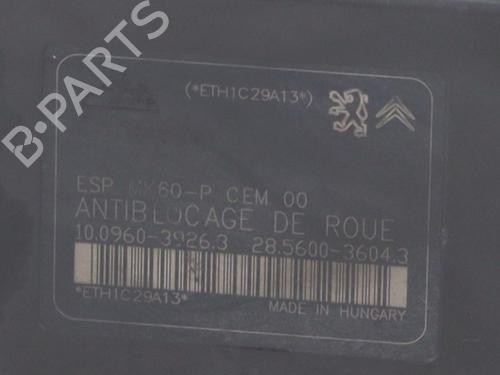 B-PARTS
(*ETH1C29A13*)
ESP MK60-P CEM 00
ANTIBLOCAGE DE ROUE
10.0960-3926.3 28.5600-3604.3
*ETH1C29A13*
MADE IN HUNGARY